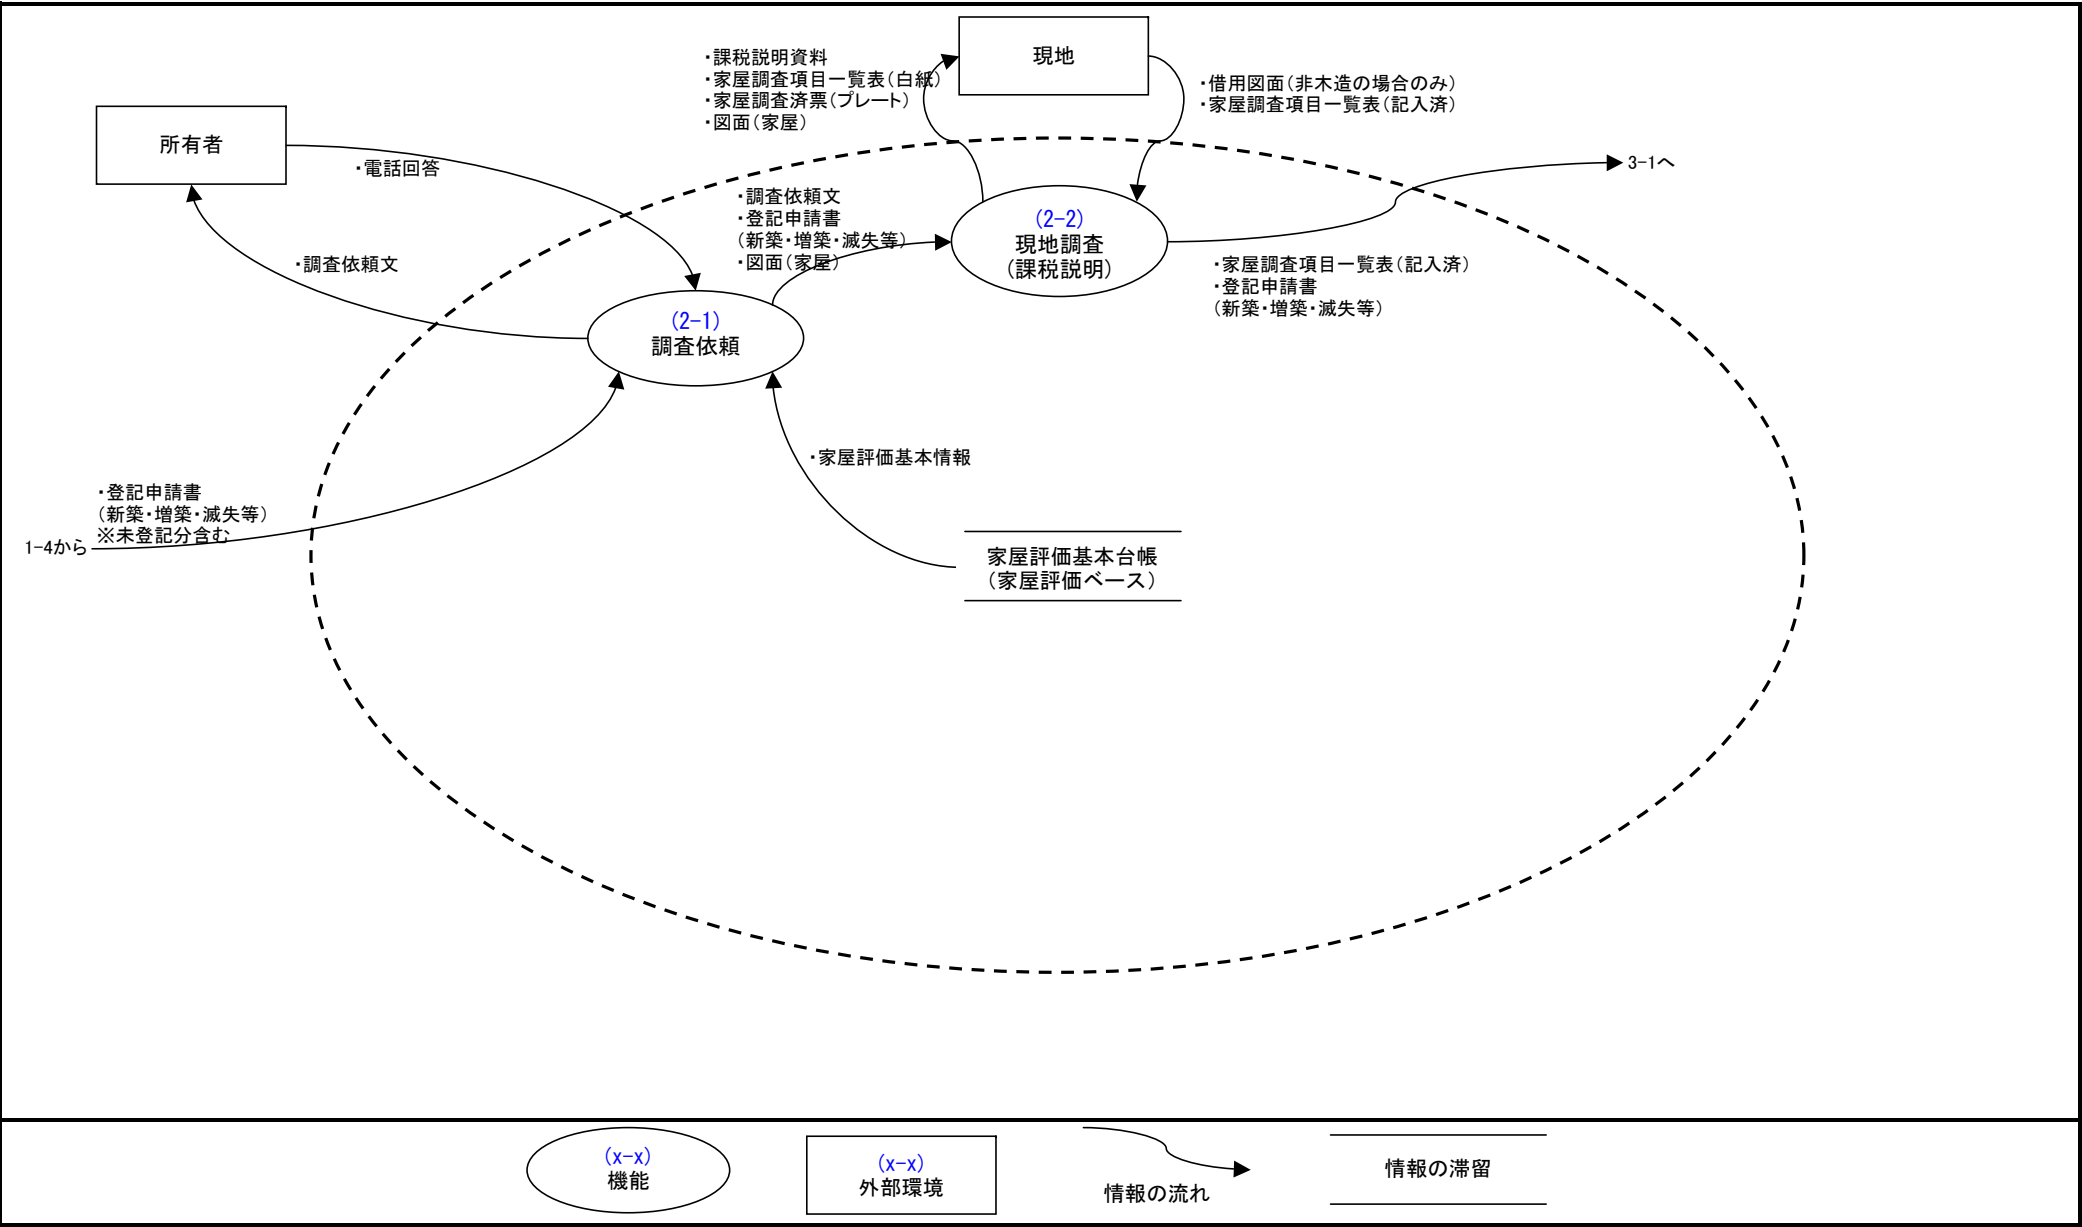 現地
・課税説明資料
・家屋調査項目一覧表(白紙)
・家屋調査済票(プレート)
・図面(家屋)
・借用図面(非木造の場合のみ)
・家屋調査項目一覧表(記入済)
所有者
・電話回答
3-1へ
・調査依頼文
・登記申請書
(新築・増築・滅失等)
・図面(家屋)
(2-2)
現地調査
(課税説明)
・調査依頼文
・家屋調査項目一覧表(記入済)
・登記申請書
(新築・増築・滅失等)
(2-1)
調査依頼
・家屋評価基本情報
・登記申請書
(新築・増築・滅失等)
※未登記分含む
1-4から
家屋評価基本台帳
(家屋評価ベース)
(x-x)
機能
(x-x)
外部環境
情報の流れ
情報の滞留